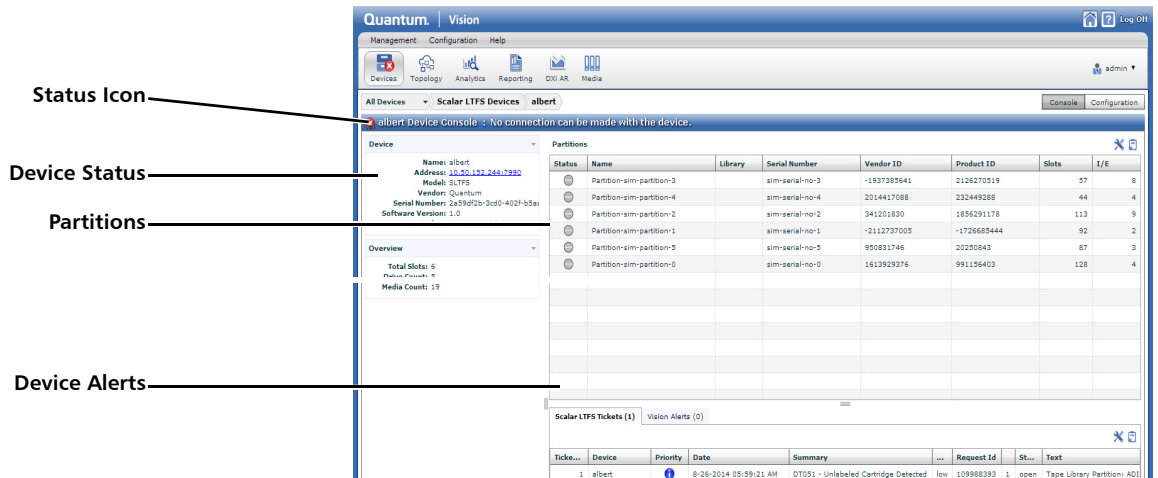 Quantum. Vision Log Off
Management Configuration Help
Devices Topology Analytics Reporting DXi AR Media admin
All Devices Scalar LTFS Devices albert Console Configuration
Status Icon
albert Device Console : No connection can be made with the device.
Device
Name: albert
Address: 10.50.152.244:7990
Model: SLTFS
Vendor: Quantum
Serial Number: 2a59df2b-3cd0-402f-b5ac
Software Version: 1.0
Device Status
Partitions
Overview
Total Slots: 6
Drive Count: 5
Media Count: 19
Partitions
Status Name Library Serial Number Vendor ID Product ID Slots I/E
Partition-sim-partition-3 sim-serial-no-3 -1937385641 2126270519 57 8
Partition-sim-partition-4 sim-serial-no-4 2014417088 232449288 44 4
Partition-sim-partition-2 sim-serial-no-2 341201830 1856291178 113 9
Partition-sim-partition-1 sim-serial-no-1 -2112737005 -1726685444 92 2
Partition-sim-partition-5 sim-serial-no-5 950831746 20250843 87 3
Partition-sim-partition-0 sim-serial-no-0 1613929376 991156403 128 4
Device Alerts
Scalar LTFS Tickets (1) Vision Alerts (0)
Ticke... Device Priority Date Summary ... Request Id St... Text
1 albert 8-26-2014 05:59:21 AM DT051 - Unlabeled Cartridge Detected low 109988393 1 open Tape Library Partition: ADI